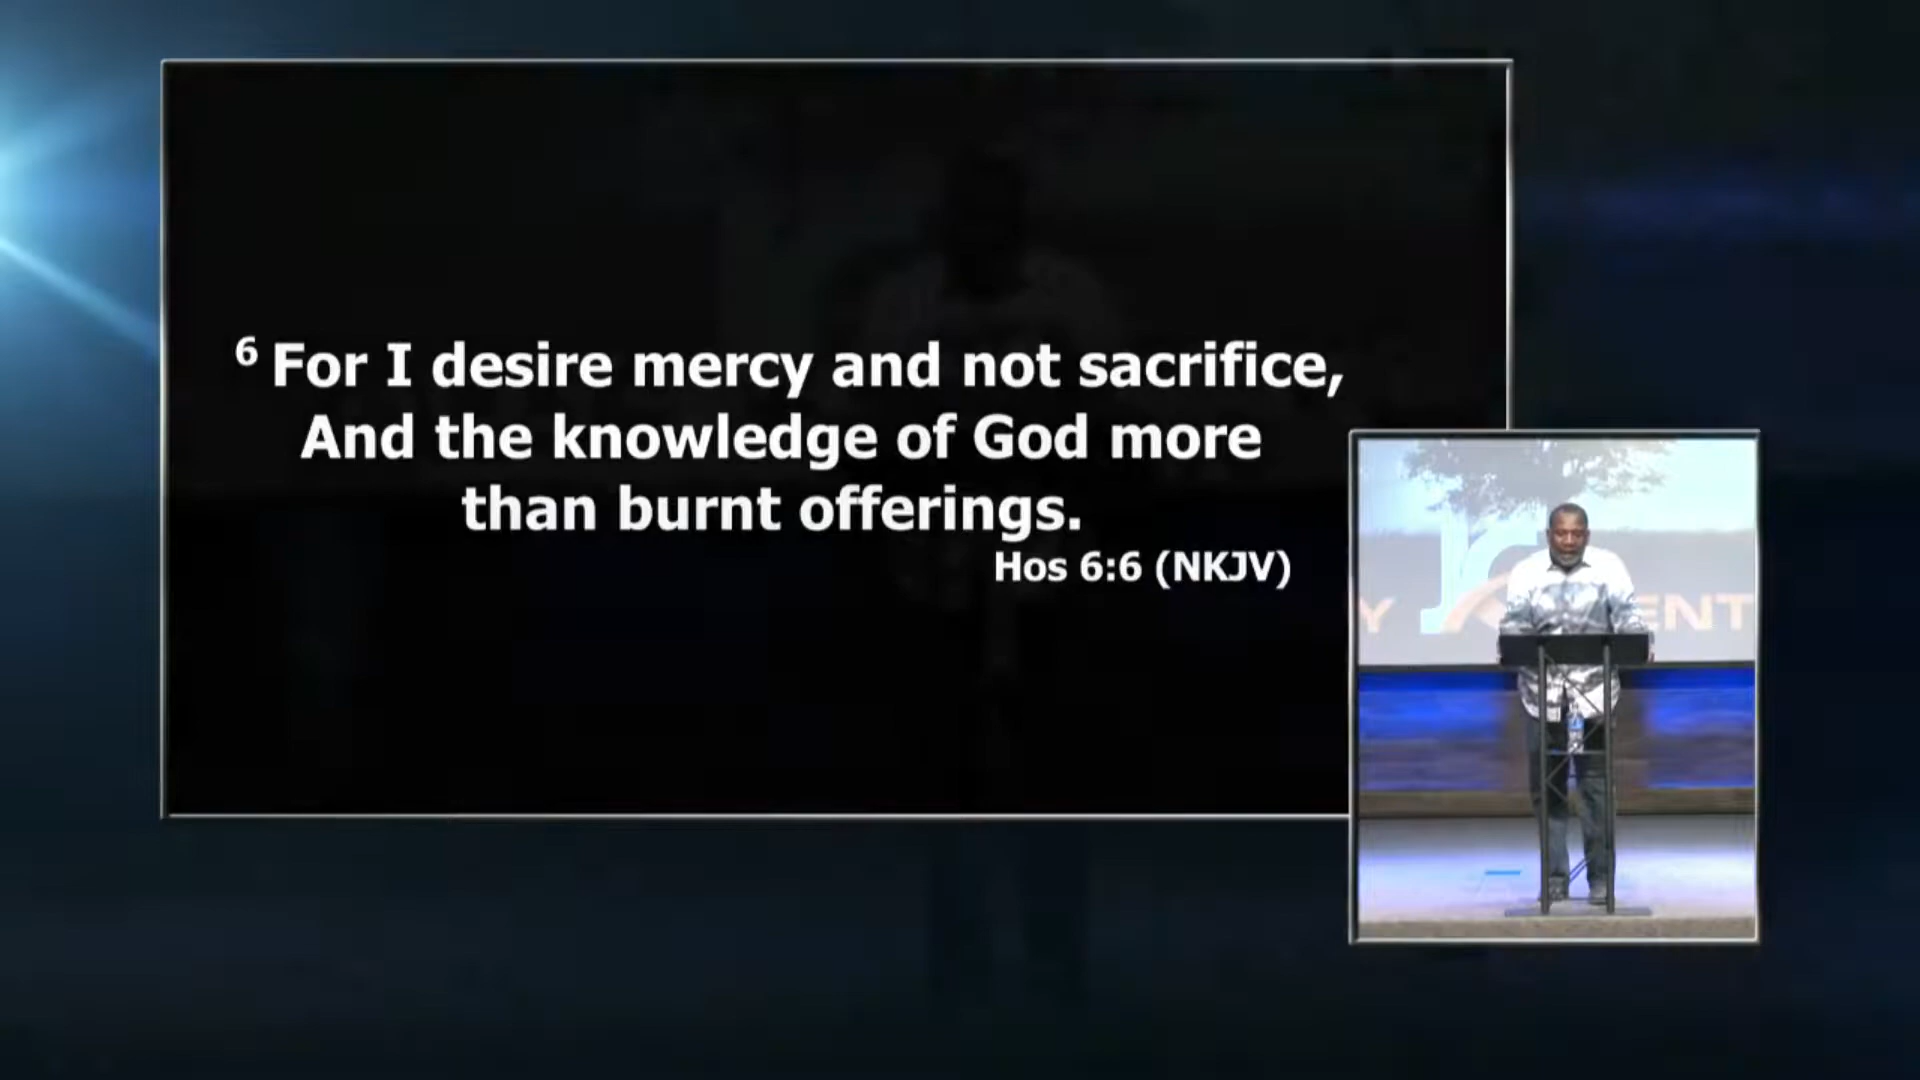 6 For I desire mercy and not sacrifice,
And the knowledge of God more
than burnt offerings.
Hos 6:6 (NKJV)